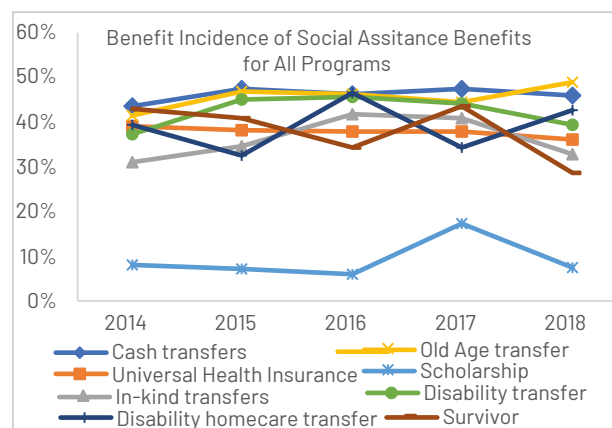 Benefit Incidence of Social Assitance Benefits
for All Programs
60%
50%
40%
30%
20%
10%
0%
2014 2015 2016 2017 2018
Cash transfers
Old Age transfer
Universal Health Insurance
Scholarship
In-kind transfers
Disability transfer
Disability homecare transfer
Survivor